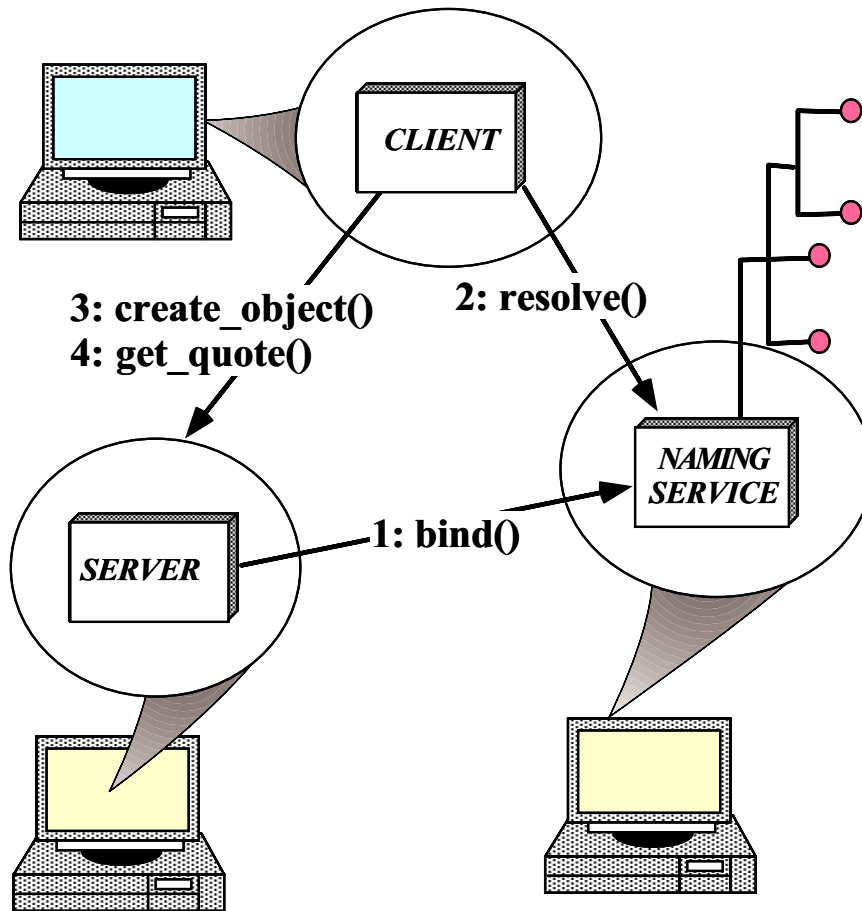 CLIENT
3: create_object()
4: get_quote()
2: resolve()
NAMING
SERVICE
1: bind()
SERVER